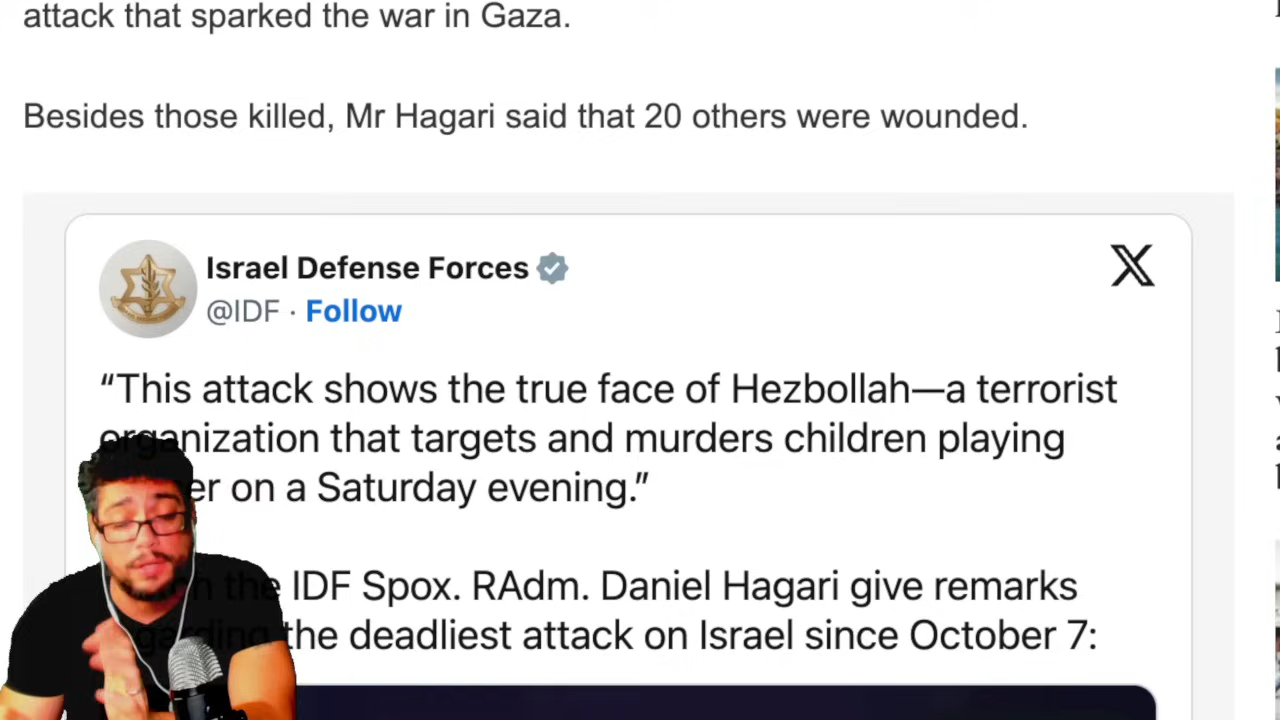 attack that sparked the war in Gaza.
Besides those killed, Mr Hagari said that 20 others were wounded.
Israel Defense Forces
@IDF · Follow
“This attack shows the true face of Hezbollah—a terrorist
organization that targets and murders children playing
er on a Saturday evening.”
the IDF Spox. RAdm. Daniel Hagari give remarks
the deadliest attack on Israel since October 7: